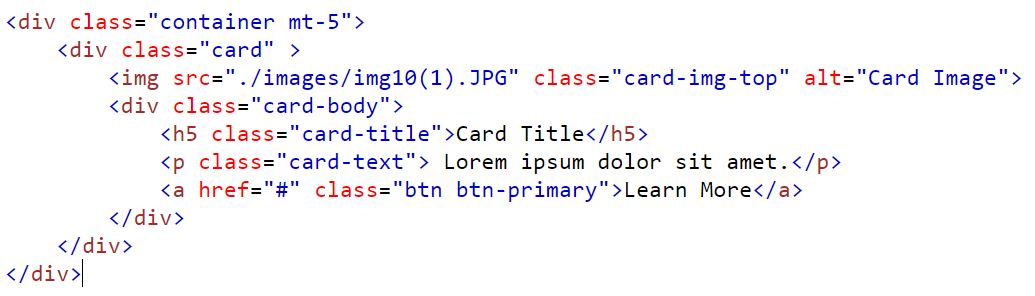 <div class="container mt-5">
    <div class="card" >
        <img src="./images/img10(1).JPG" class="card-img-top" alt="Card Image">
        <div class="card-body">
            <h5 class="card-title">Card Title</h5>
            <p class="card-text"> Lorem ipsum dolor sit amet.</p>
            <a href="#" class="btn btn-primary">Learn More</a>
        </div>
    </div>
</div>